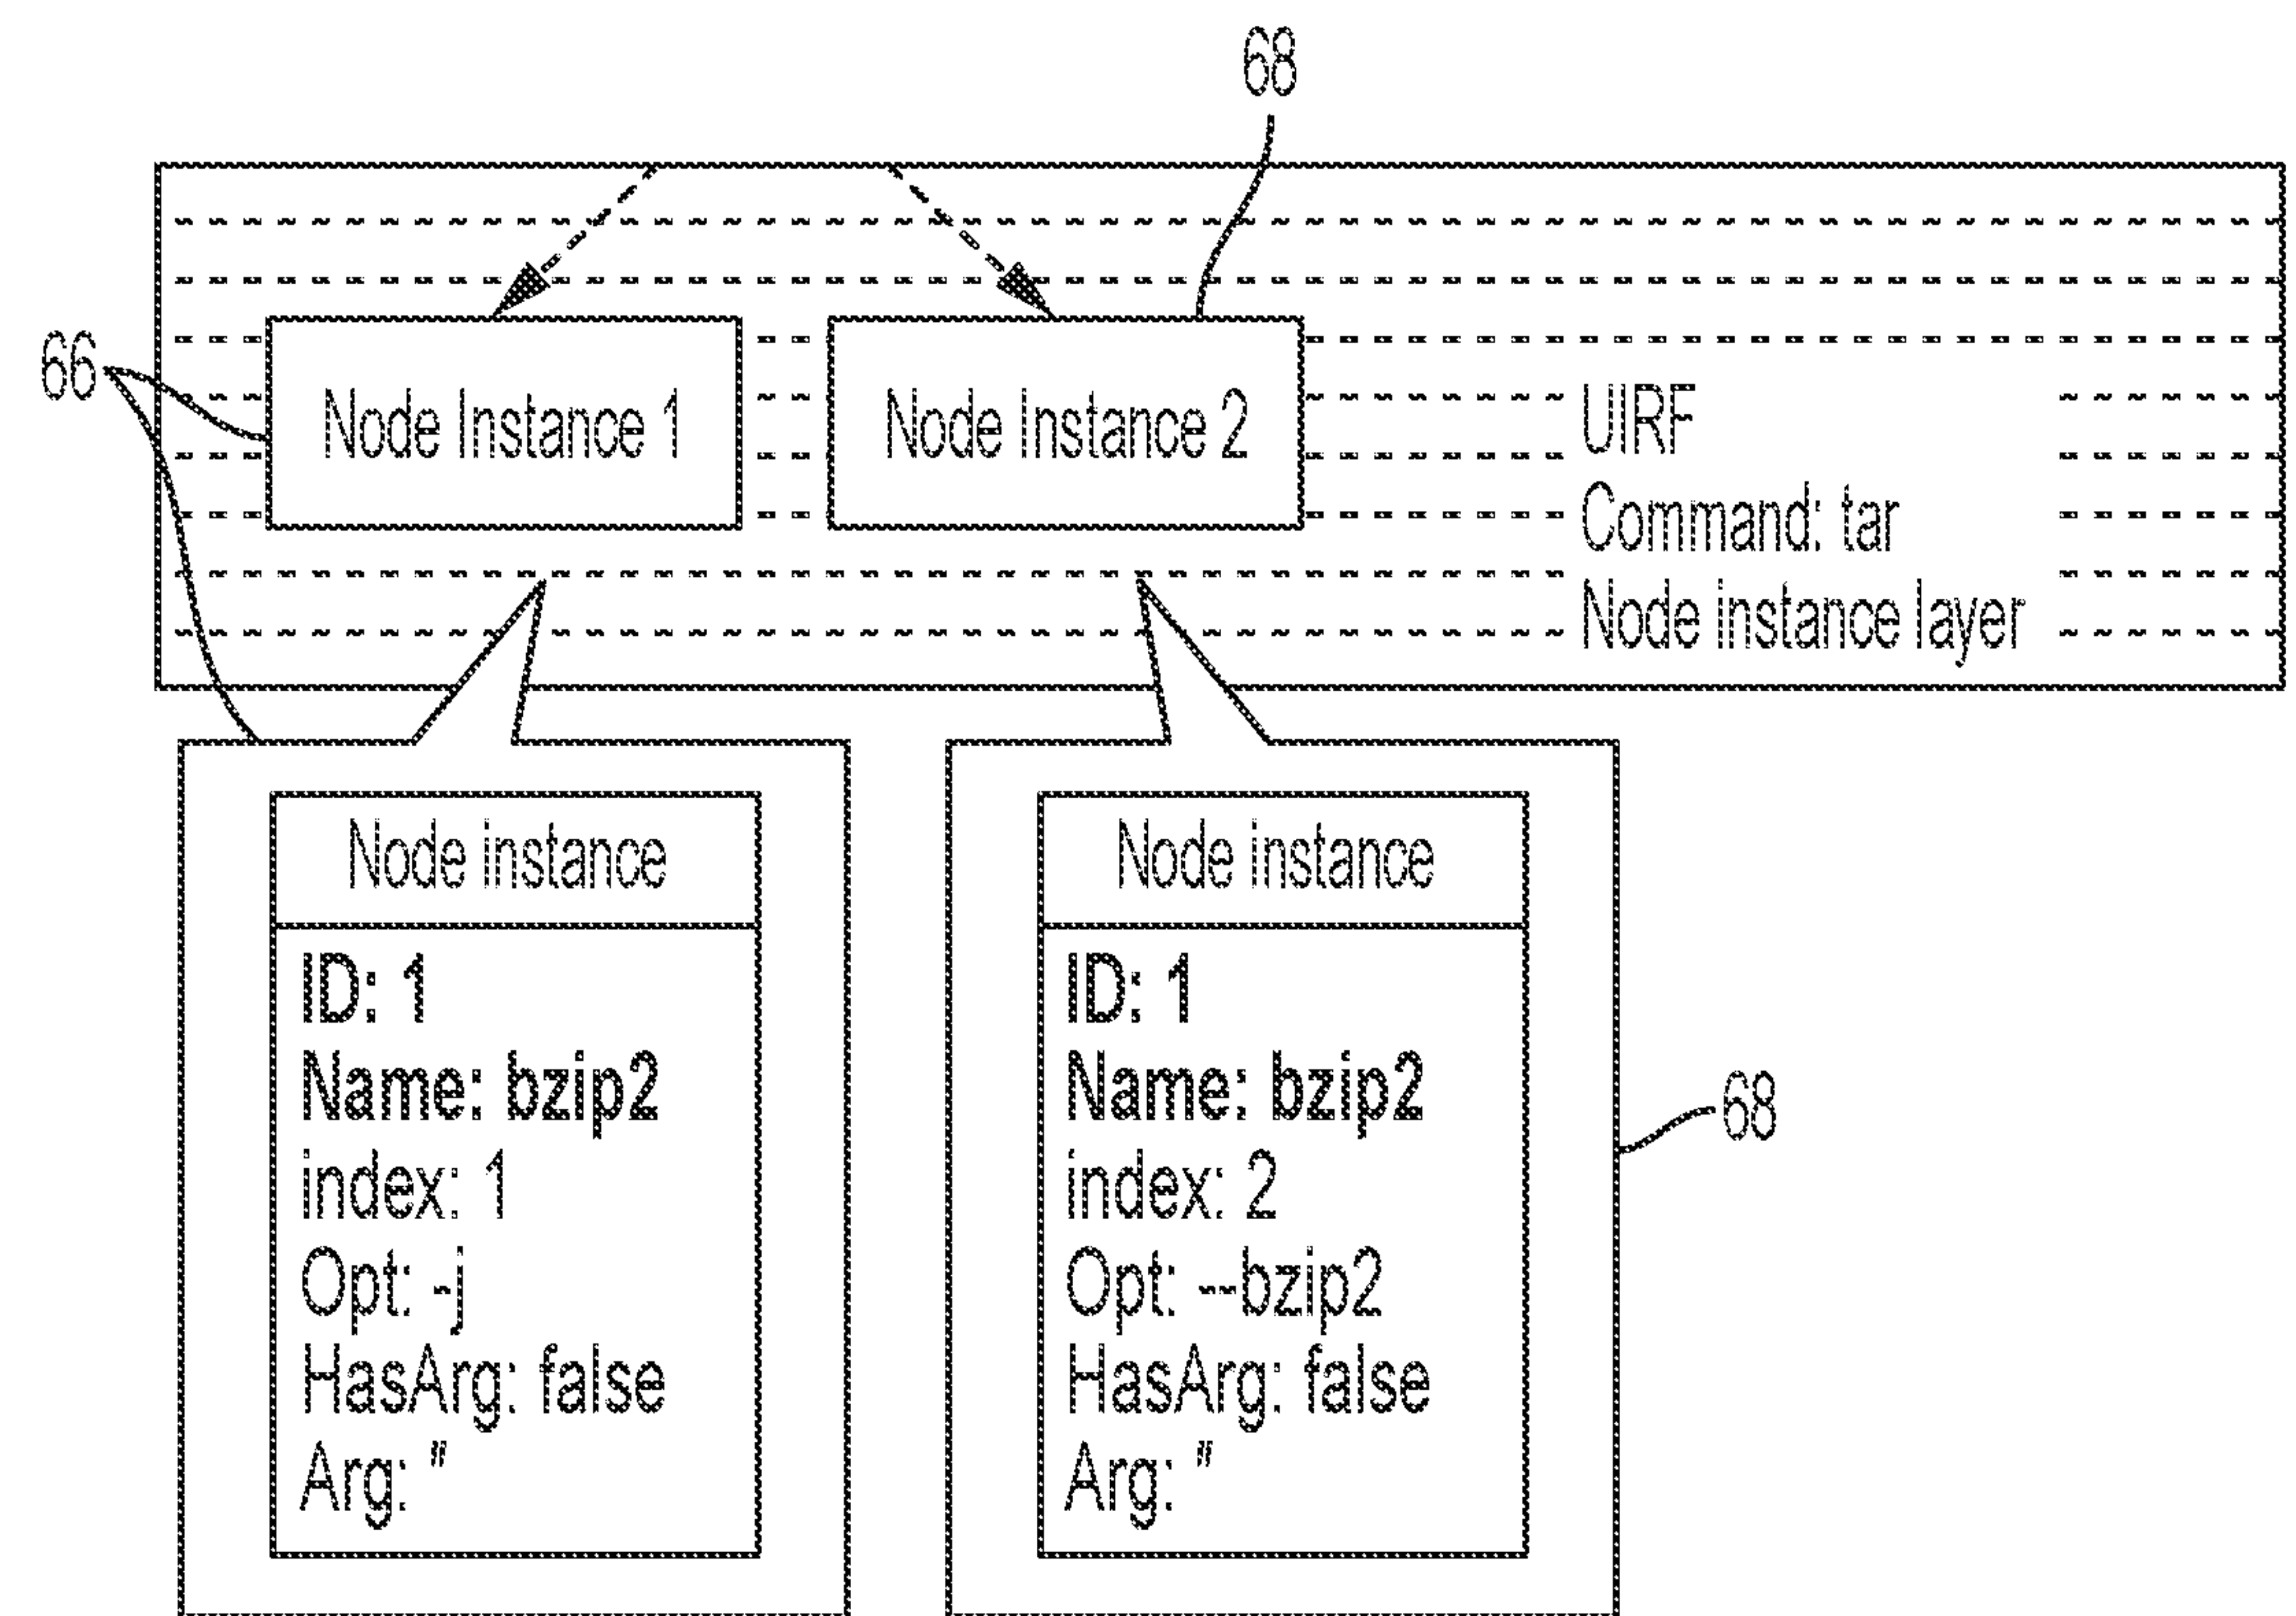 68
66
Node Instance 1
Node Instance 2
UIRF
Command: tar
Node instance layer
Node instance
ID: 1
Name: bzip2
index: 1
Opt: -j
HasArg: false
Arg: "
Node instance
ID: 1
Name: bzip2
index: 2
Opt: --bzip2
HasArg: false
Arg: "
68